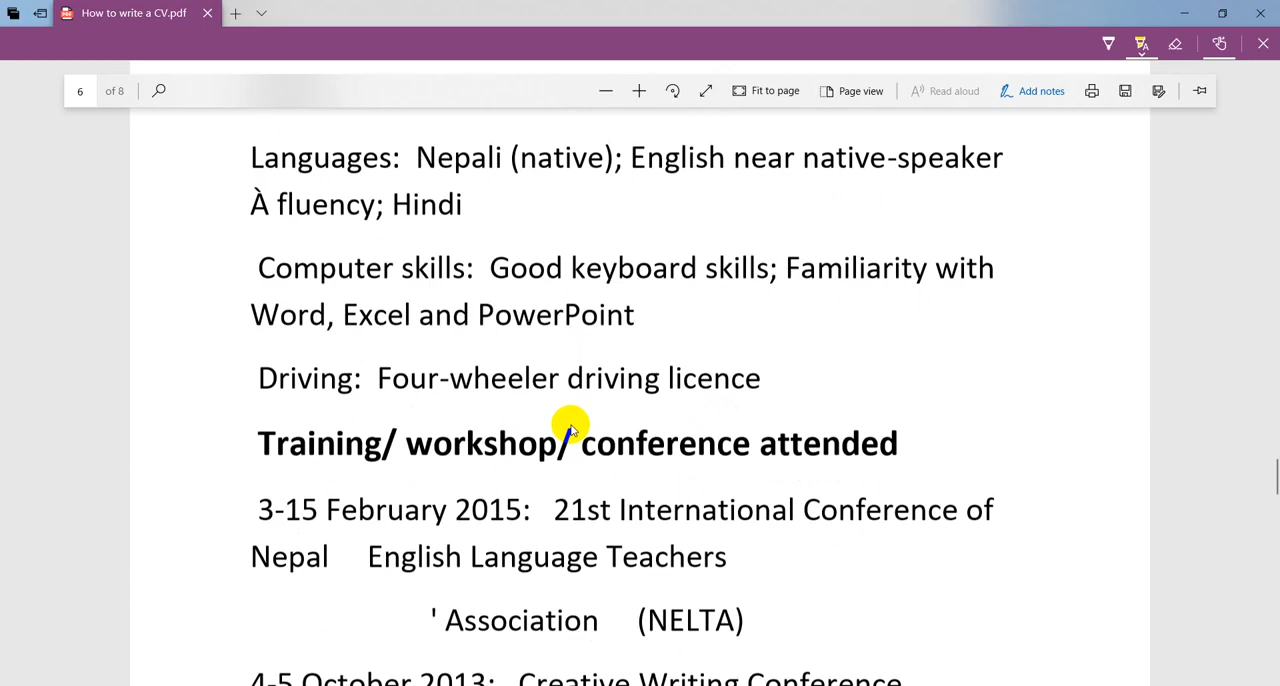 How to write a CV.pdf
6 of 8 Fit to page Page view Read aloud Add notes
Languages: Nepali (native); English near native-speaker
À fluency; Hindi
Computer skills: Good keyboard skills; Familiarity with
Word, Excel and PowerPoint
Driving: Four-wheeler driving licence
Training/ workshop/ conference attended
3-15 February 2015: 21st International Conference of
Nepal English Language Teachers
' Association (NELTA)
4-5 October 2013: Creative Writing Conference